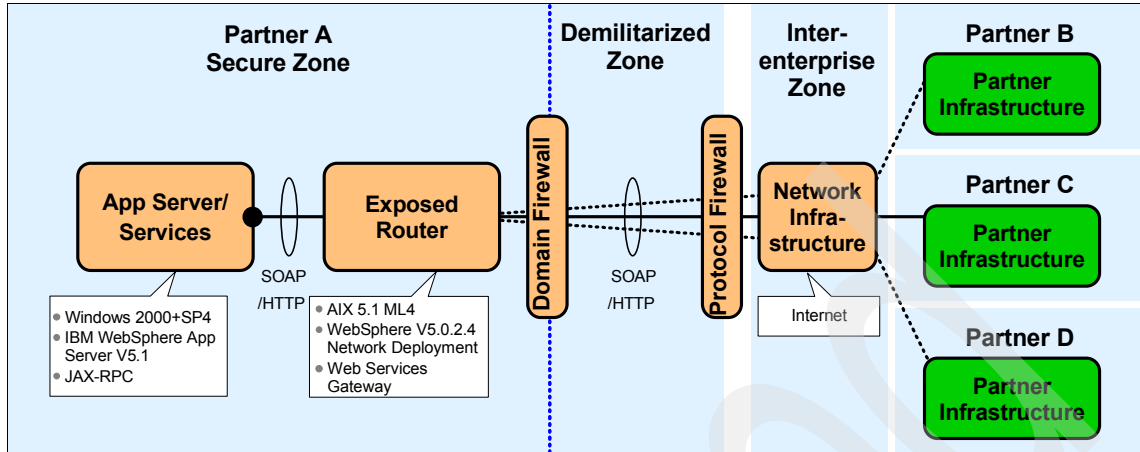 Partner A
Secure Zone
Demilitarized
Zone
Inter-
enterprise
Zone
Partner B
Partner
Infrastructure
App Server/
Services
SOAP
/HTTP
Exposed
Router
Domain Firewall
SOAP
/HTTP
Protocol Firewall
Network
Infra-
structure
Partner C
Partner
Infrastructure
• Windows 2000+SP4
• IBM WebSphere App
Server V5.1
• JAX-RPC
• AIX 5.1 ML4
• WebSphere V5.0.2.4
Network Deployment
• Web Services
Gateway
Internet
Partner D
Partner
Infrastructure